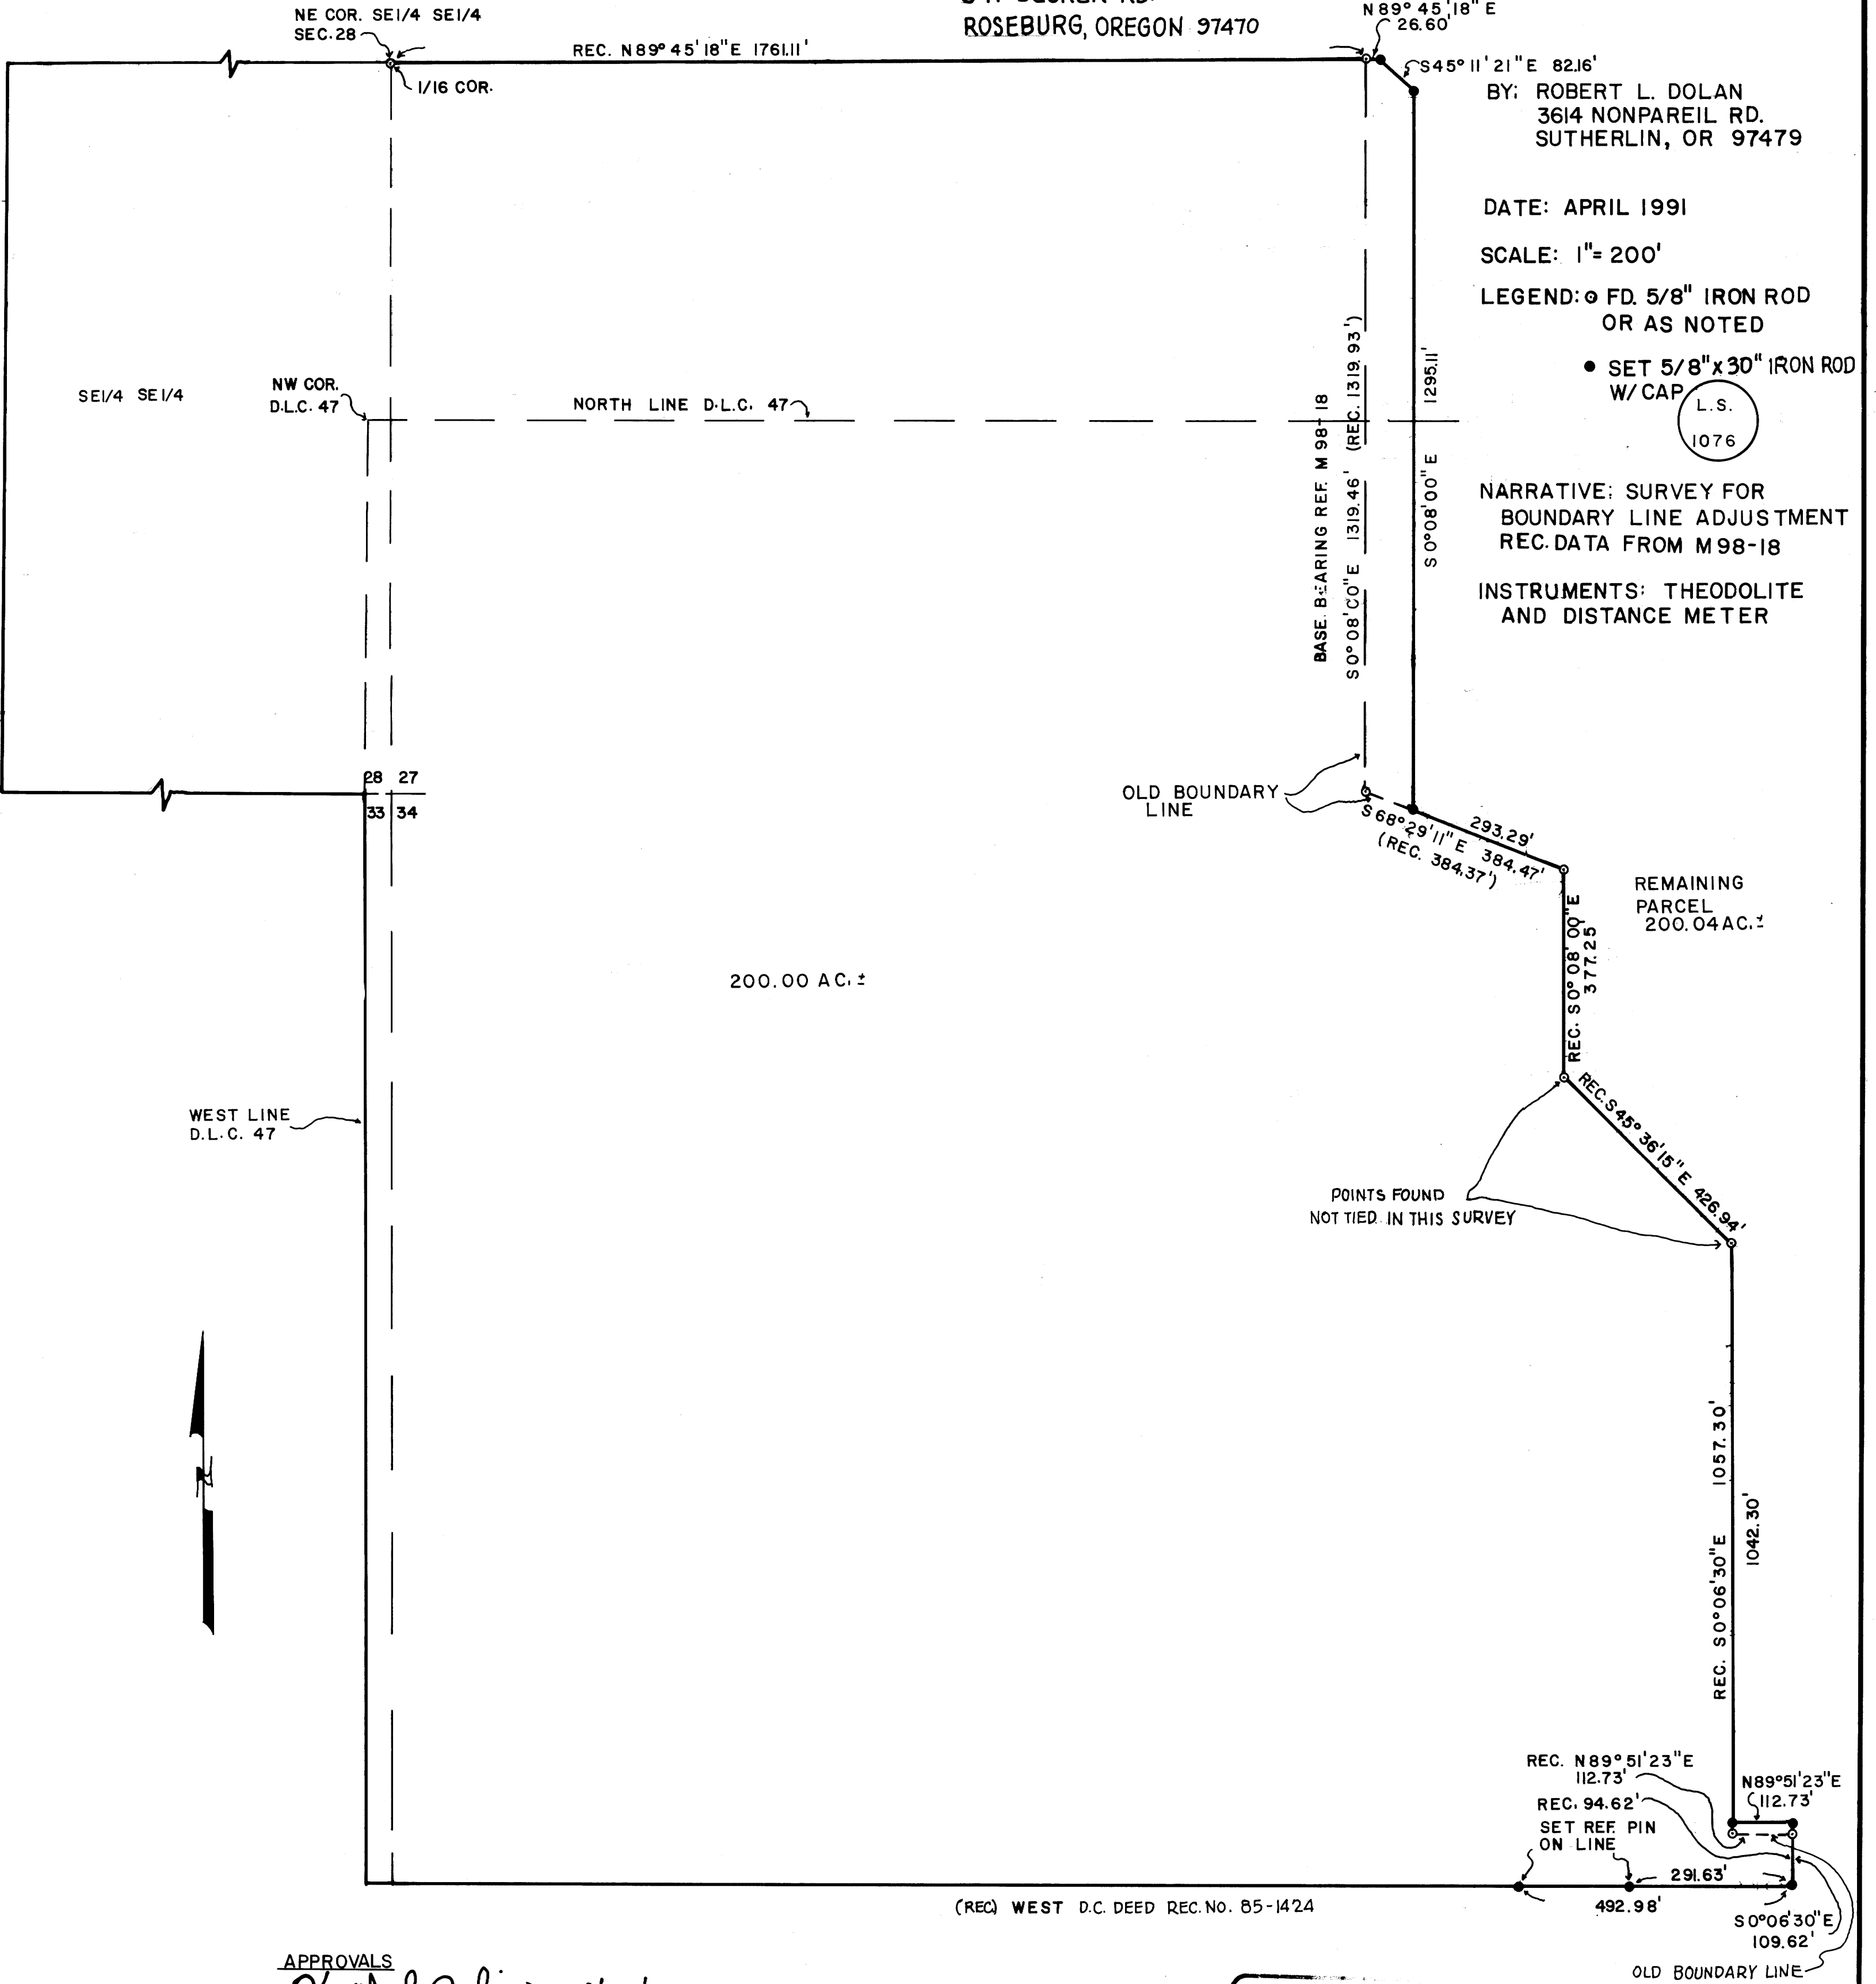 ROSEBURG, OREGON 97470
NE COR. SE1/4 SE1/4
SEC. 28
REC. N89°45'18"E 1761.11'
1/16 COR.
N89°45'18"E
26.60'
S45°11'21"E 82.16'
BY: ROBERT L. DOLAN
3614 NONPAREIL RD.
SUTHERLIN, OR 97479
DATE: APRIL 1991
SCALE: 1"= 200'
LEGEND: FD. 5/8" IRON ROD
OR AS NOTED
SET 5/8"X30" IRON ROD
W/ CAP
L.S.
1076
NARRATIVE: SURVEY FOR
BOUNDARY LINE ADJUSTMENT
REC. DATA FROM M98-18
INSTRUMENTS: THEODOLITE
AND DISTANCE METER
SE1/4 SE1/4
NW COR.
D.L.C. 47
NORTH LINE D.L.C. 47
BASE BEARING REF. M 98-18
S0°08'00"E 1319.46' (REC. 1319.93')
1295.11'
S0°08'00"E
28 27
33 34
OLD BOUNDARY
LINE
293.29'
S68°29'11"E 384.47'
(REC. 384.37')
REMAINING
PARCEL
200.04 AC.±
REC. S0°08'00"E
377.25'
200.00 AC.±
WEST LINE
D.L.C. 47
REC. S45°36'15"E 426.94'
POINTS FOUND
NOT TIED IN THIS SURVEY
N
REC. S0°06'30"E 1057.30'
1042.30'
REC. N89°51'23"E
112.73'
N89°51'23"E
112.73'
REC. 94.62'
SET REF. PIN
ON LINE
291.63'
492.98'
(REC) WEST D.C. DEED REC. NO. 85-1424
S0°06'30"E
109.62'
OLD BOUNDARY LINE
APPROVALS